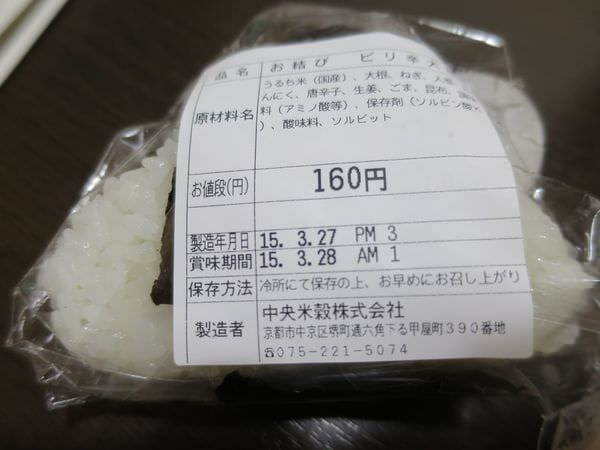 品名 お結び ピリ辛大
原材料名 うるち米(国産)、大根、ねぎ、人参
んにく、唐辛子、生姜、ごま、昆布、調
料(アミノ酸等)、保存剤(ソルビン酸K
)、酸味料、ソルビット
お値段(円) 160円
製造年月日 15. 3.27 PM 3
賞味期間 15. 3.28 AM 1
保存方法 冷所にて保存の上、お早めにお召し上がり
製造者 中央米穀株式会社
京都市中京区堺町通六角下る甲屋町390番地
☎075-221-5074